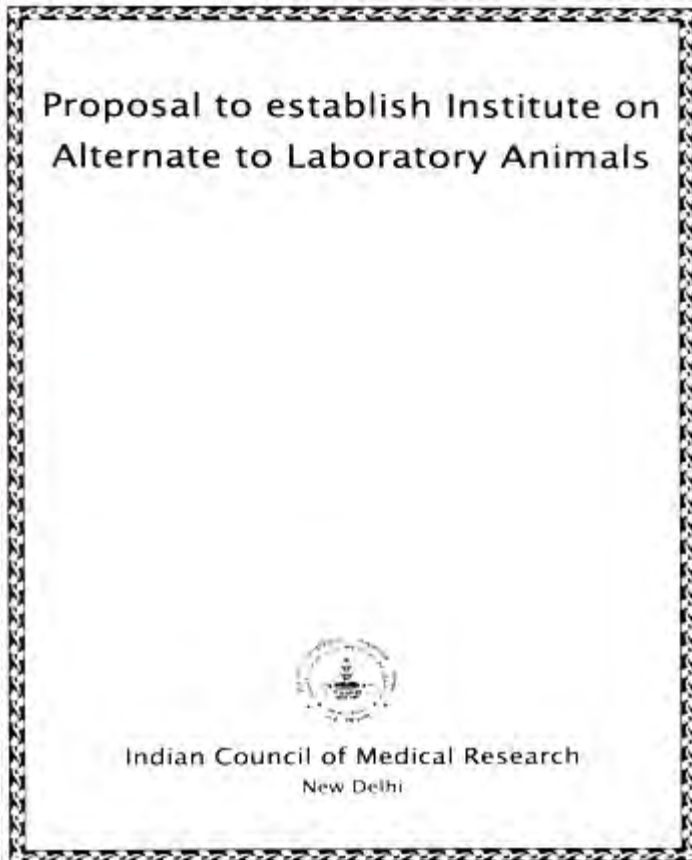 Proposal to establish Institute on
Alternate to Laboratory Animals
Indian Council of Medical Research
New Delhi